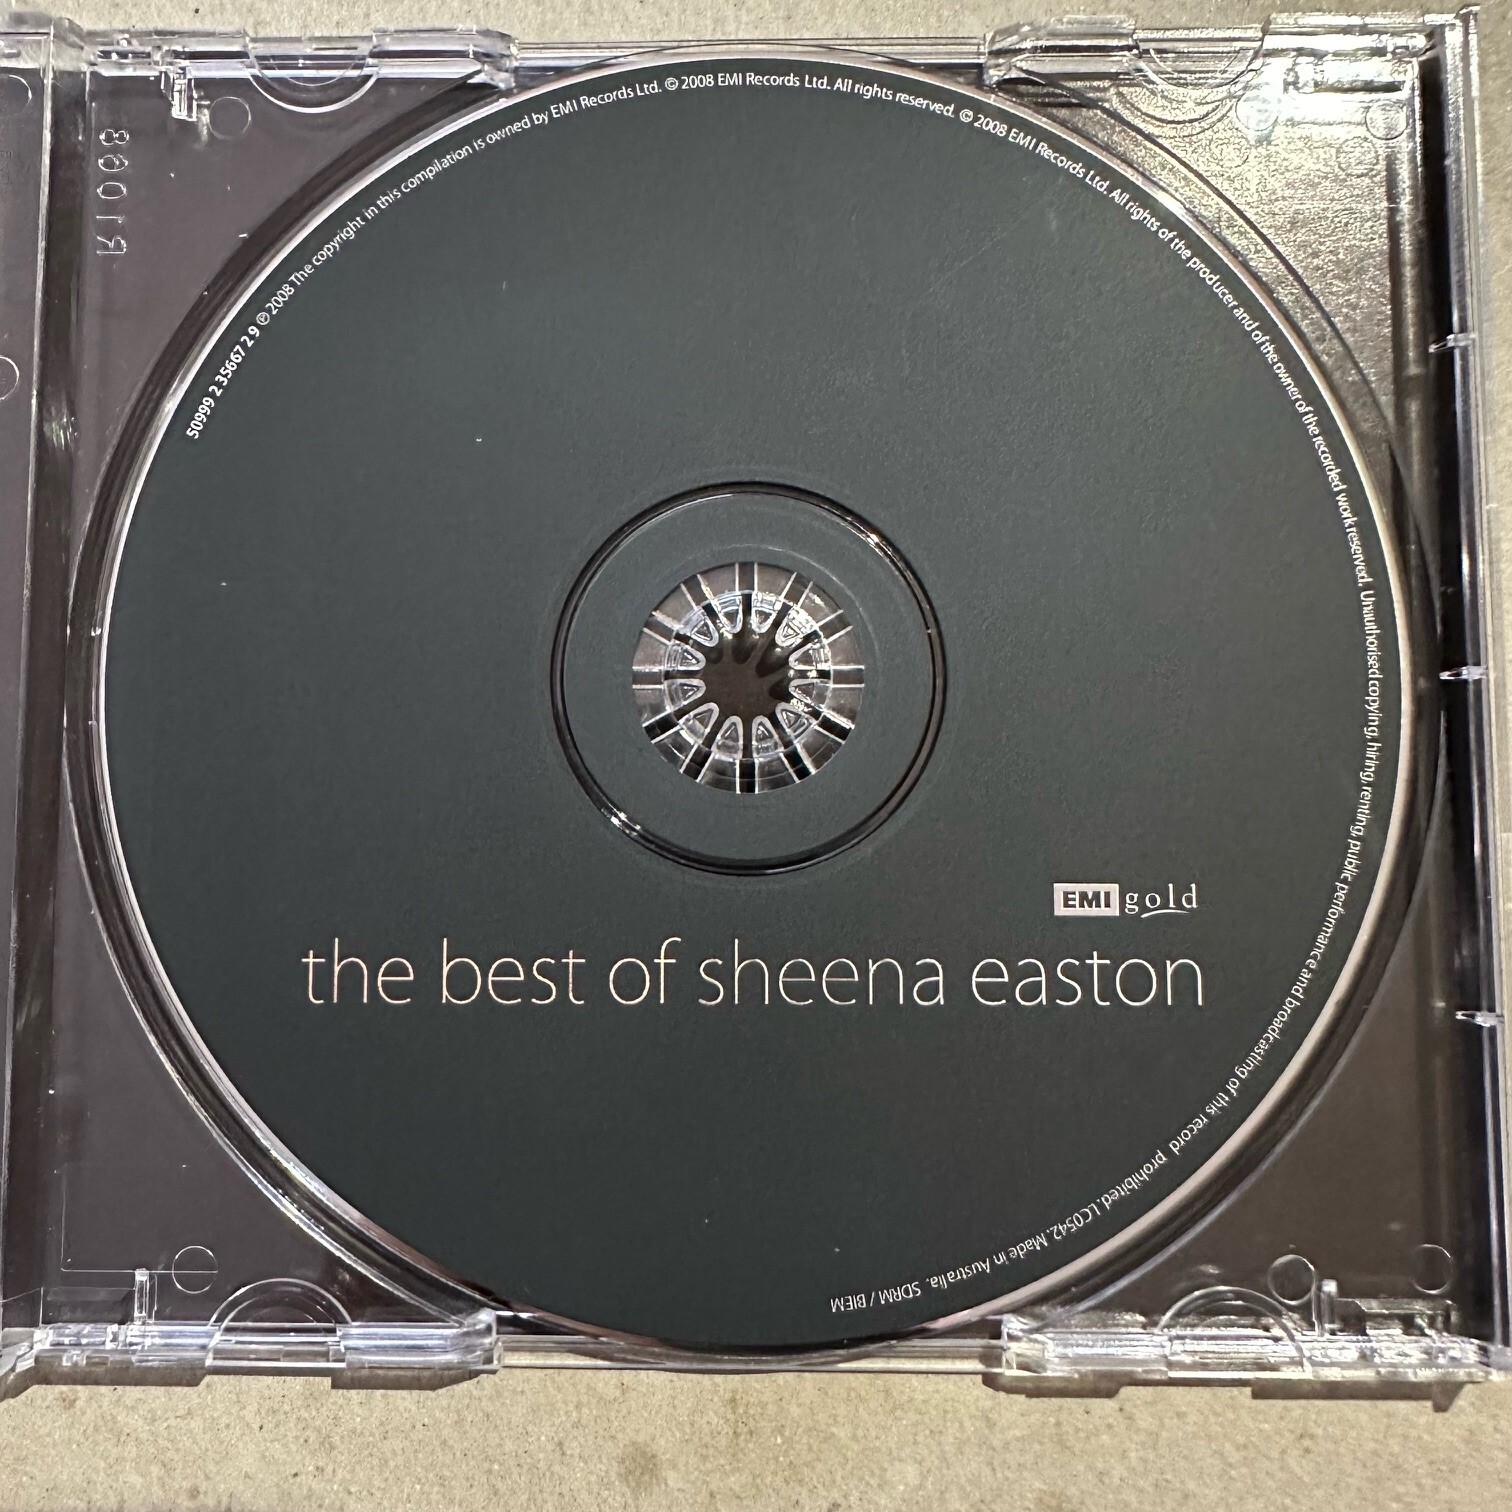 50999 2 35667 2 9 ℗ 2008 The copyright in this compilation is owned by EMI Records Ltd. © 2008 EMI Records Ltd. All rights reserved. © 2008 EMI Records Ltd. All rights of the producer and of the owner of the recorded work reserved. Unauthorised copying, hiring, renting, public performance and broadcasting of this record prohibited. LC0542. Made in Australia. SDRM / BIEM
EMI gold
the best of sheena easton